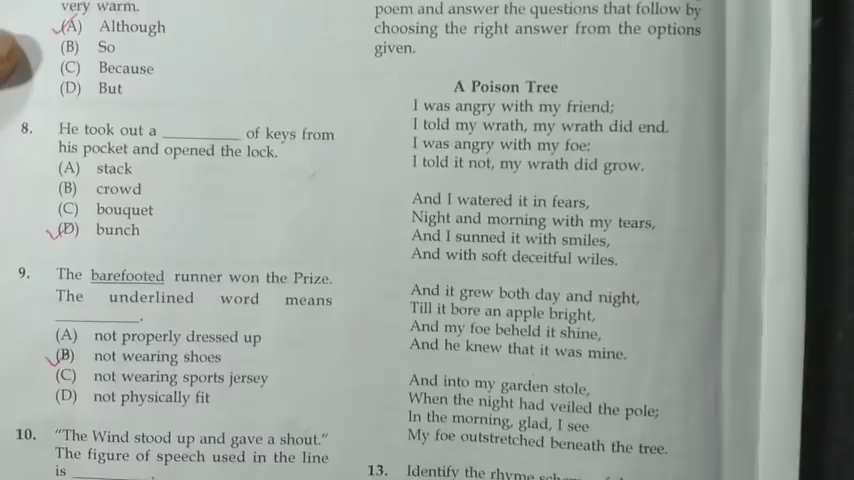 very warm.
(A) Although
(B) So
(C) Because
(D) But
8. He took out a ________ of keys from
his pocket and opened the lock.
(A) stack
(B) crowd
(C) bouquet
(D) bunch
9. The barefooted runner won the Prize.
The underlined word means
________.
(A) not properly dressed up
(B) not wearing shoes
(C) not wearing sports jersey
(D) not physically fit
10. "The Wind stood up and gave a shout."
The figure of speech used in the line
is ________.
poem and answer the questions that follow by
choosing the right answer from the options
given.
A Poison Tree
I was angry with my friend;
I told my wrath, my wrath did end.
I was angry with my foe:
I told it not, my wrath did grow.
And I watered it in fears,
Night and morning with my tears,
And I sunned it with smiles,
And with soft deceitful wiles.
And it grew both day and night,
Till it bore an apple bright,
And my foe beheld it shine,
And he knew that it was mine.
And into my garden stole,
When the night had veiled the pole;
In the morning, glad, I see
My foe outstretched beneath the tree.
13. Identify the rhyme